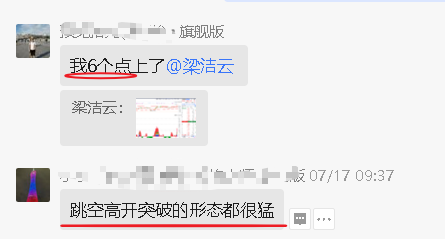 旗舰版
我6个点上了@梁洁云
梁洁云：
版 07/17 09:37
跳空高开突破的形态都很猛